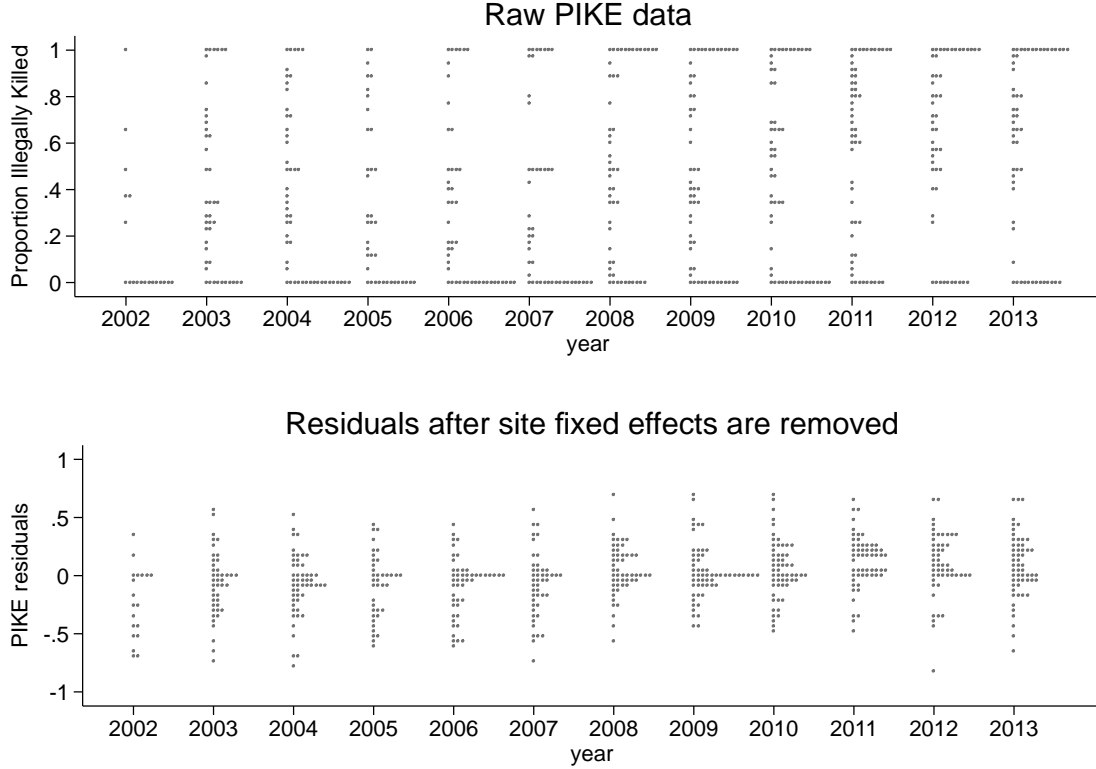 Raw PIKE data
Proportion Illegally Killed
1
.8
.6
.4
.2
0
2002 2003 2004 2005 2006 2007 2008 2009 2010 2011 2012 2013
year
Residuals after site fixed effects are removed
PIKE residuals
1
.5
0
-.5
-1
2002 2003 2004 2005 2006 2007 2008 2009 2010 2011 2012 2013
year